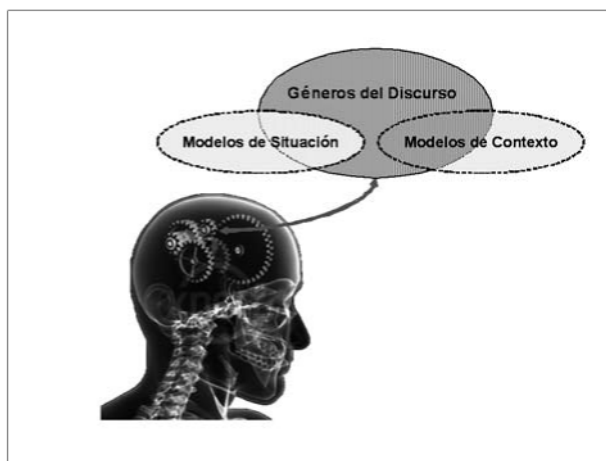 Géneros del Discurso
Modelos de Situación
Modelos de Contexto